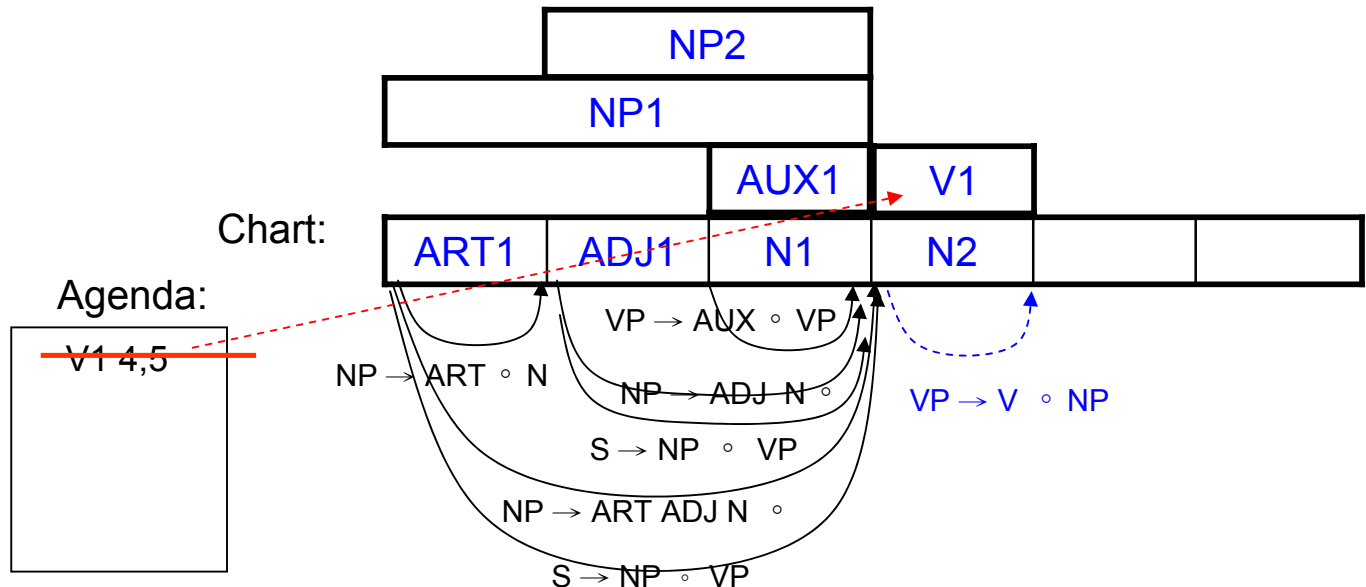 NP2
NP1
AUX1 V1
Chart:
ART1 ADJ1 N1 N2
Agenda:
V1 4,5
VP → AUX ∘ VP
NP → ART ∘ N
NP → ADJ N ∘
VP → V ∘ NP
S → NP ∘ VP
NP → ART ADJ N ∘
S → NP ∘ VP